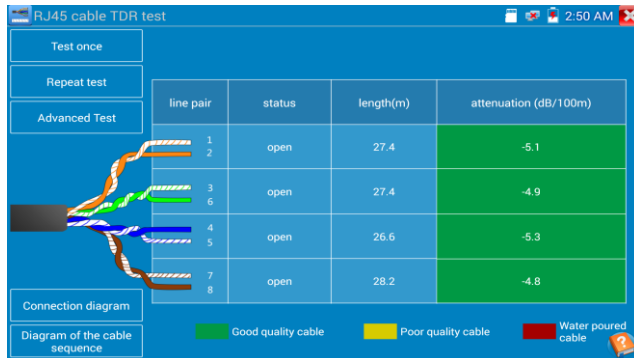 RJ45 cable TDR test
2:50 AM
Test once
Repeat test
Advanced Test
line pair status length(m) attenuation (dB/100m)
1
2
open 27.4 -5.1
3
6
open 27.4 -4.9
4
5
open 26.6 -5.3
7
8
open 28.2 -4.8
Connection diagram
Diagram of the cable
sequence
Good quality cable
Poor quality cable
Water poured
cable